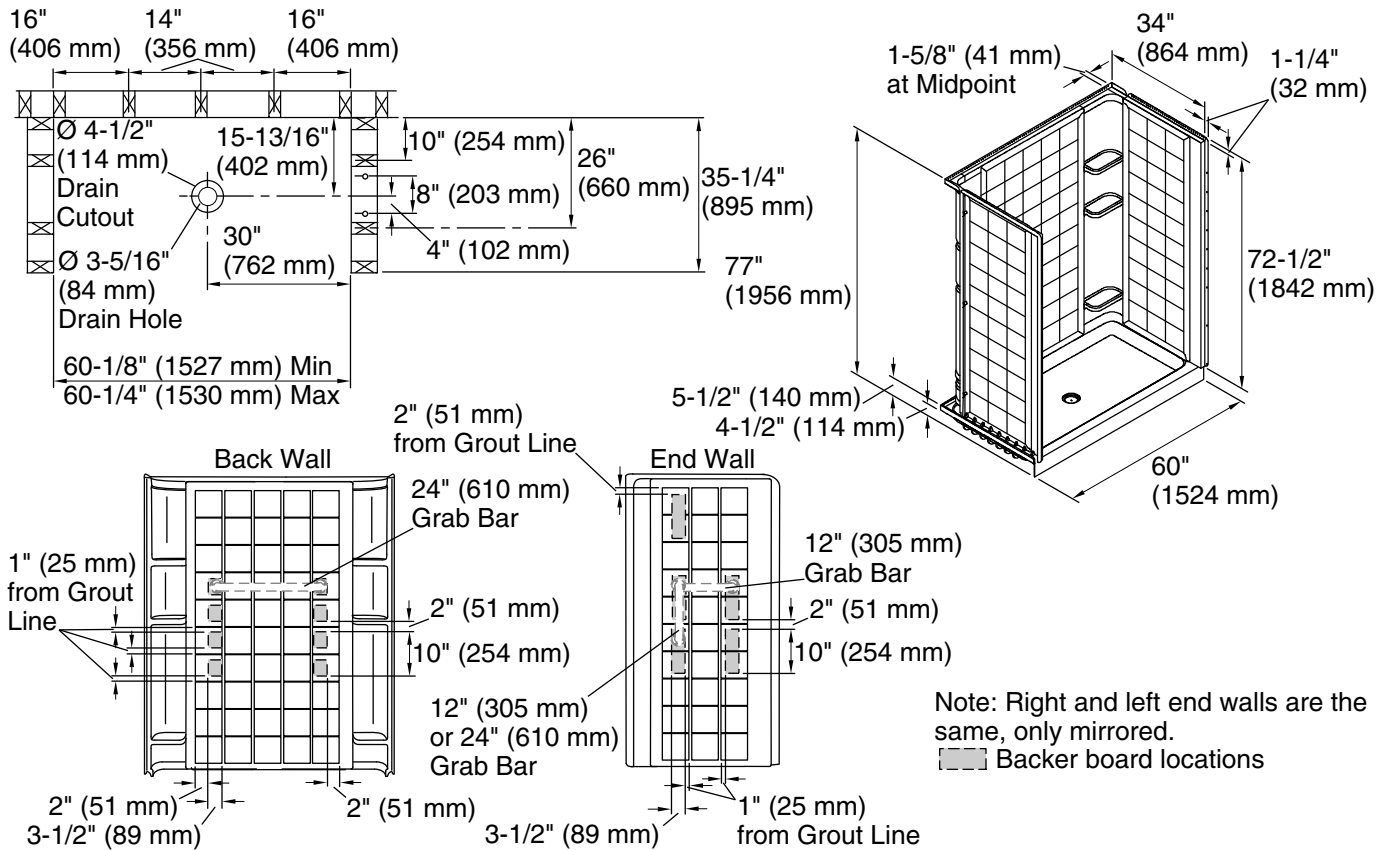 16"
(406 mm)
14"
(356 mm)
16"
(406 mm)
Ø 4-1/2"
(114 mm)
Drain
Cutout
15-13/16"
(402 mm)
10" (254 mm)
26"
(660 mm)
35-1/4"
(895 mm)
8" (203 mm)
4" (102 mm)
30"
(762 mm)
Ø 3-5/16"
(84 mm)
Drain Hole
60-1/8" (1527 mm) Min
60-1/4" (1530 mm) Max
34"
(864 mm)
1-5/8" (41 mm)
at Midpoint
1-1/4"
(32 mm)
77"
(1956 mm)
72-1/2"
(1842 mm)
5-1/2" (140 mm)
4-1/2" (114 mm)
60"
(1524 mm)
Back Wall
24" (610 mm)
Grab Bar
1" (25 mm)
from Grout
Line
2" (51 mm)
10" (254 mm)
2" (51 mm)
3-1/2" (89 mm)
2" (51 mm)
2" (51 mm)
from Grout Line
End Wall
12" (305 mm)
Grab Bar
2" (51 mm)
10" (254 mm)
12" (305 mm)
or 24" (610 mm)
Grab Bar
3-1/2" (89 mm)
1" (25 mm)
from Grout Line
Note: Right and left end walls are the
same, only mirrored.
Backer board locations